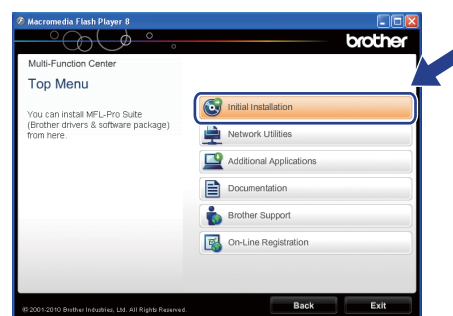 Macromedia Flash Player 8
brother
Multi-Function Center
Top Menu
You can install MFL-Pro Suite
(Brother drivers & software package)
from here.
Initial Installation
Network Utilities
Additional Applications
Documentation
Brother Support
On-Line Registration
© 2001-2010 Brother Industries, Ltd. All Rights Reserved.
Back
Exit